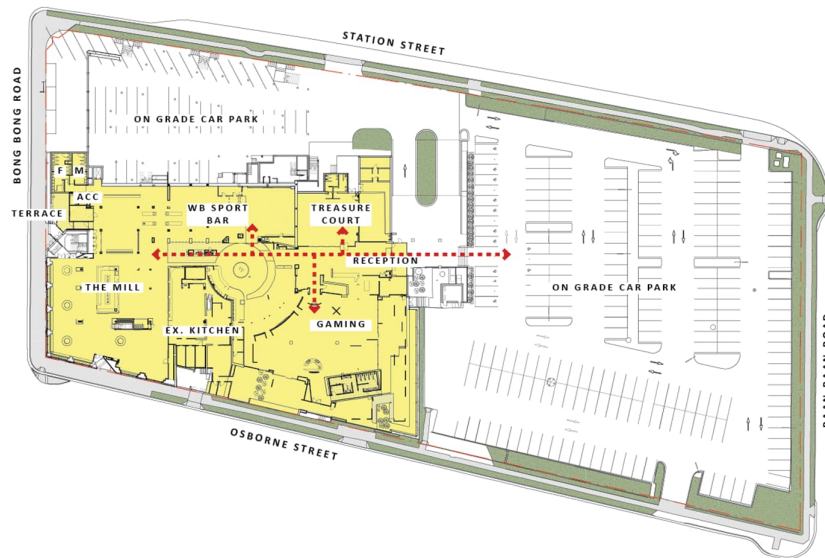 STATION STREET
BONG BONG ROAD
ON GRADE CAR PARK
F M
ACC
TERRACE
WB SPORT
BAR
TREASURE
COURT
RECEPTION
THE MILL
ON GRADE CAR PARK
EX. KITCHEN
GAMING
OSBORNE STREET